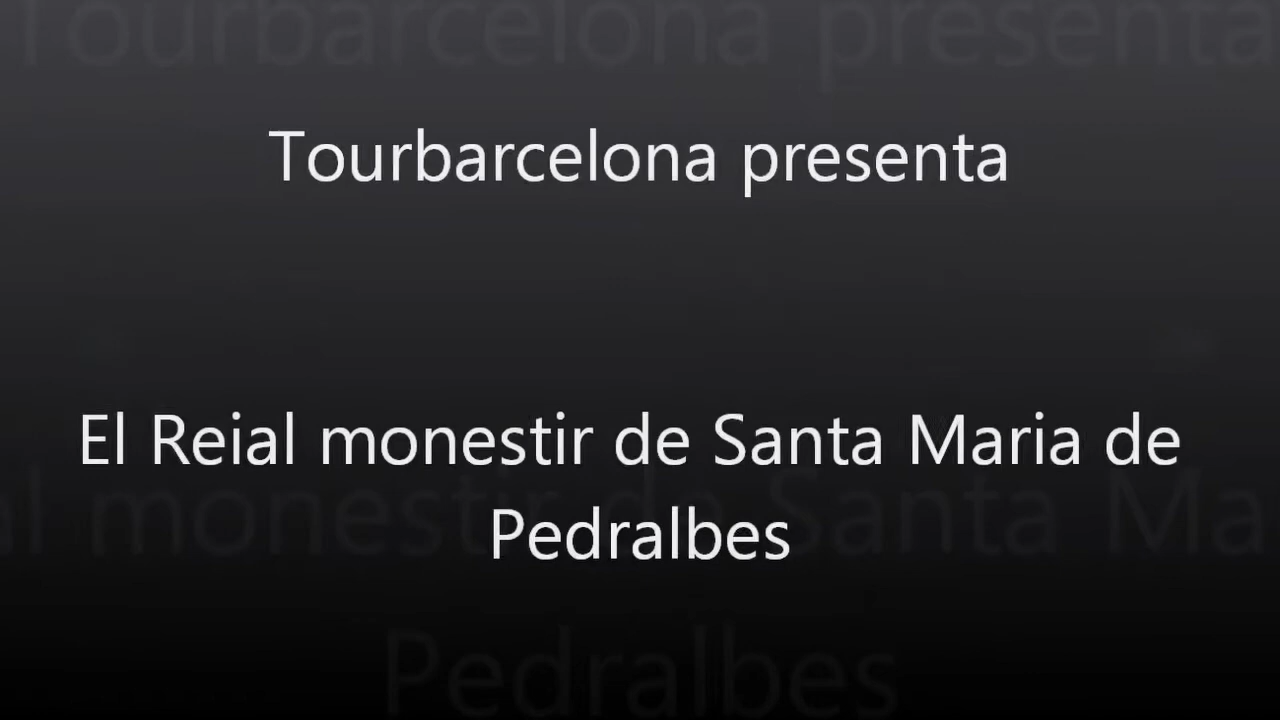 Tourbarcelona presenta
El Reial monestir de Santa Maria de
Pedralbes